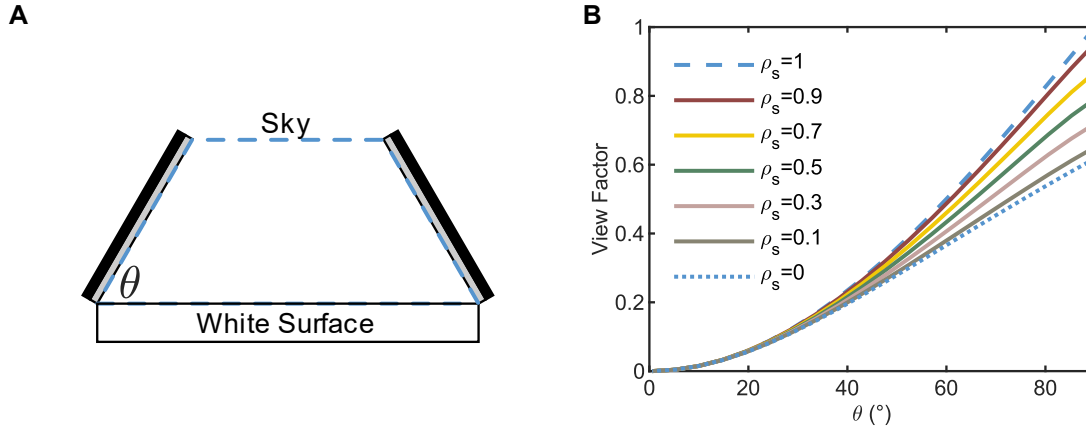 A
Sky
θ
White Surface
B
View Factor
1
0.8
0.6
0.4
0.2
0
0 20 40 60 80
θ (°)
ρs=1
ρs=0.9
ρs=0.7
ρs=0.5
ρs=0.3
ρs=0.1
ρs=0